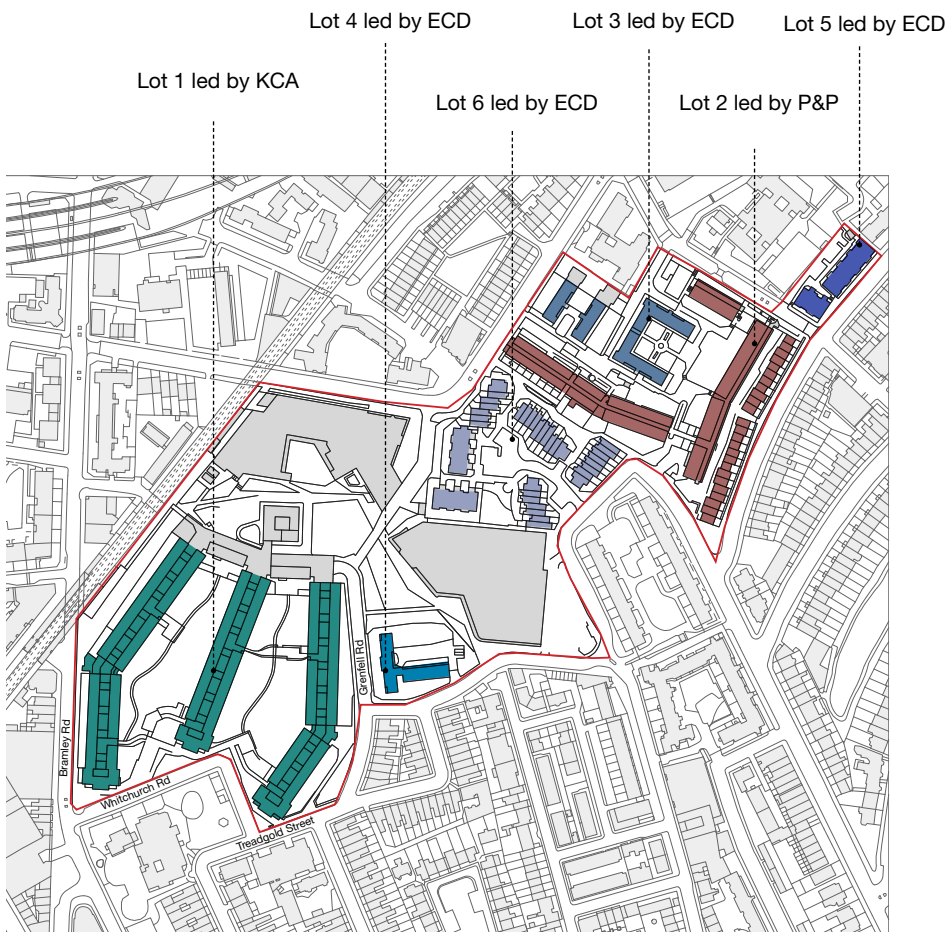 Lot 4 led by ECD
Lot 3 led by ECD
Lot 5 led by ECD
Lot 1 led by KCA
Lot 6 led by ECD
Lot 2 led by P&P
Grenfell Rd
Bramley Rd
Whitchurch Rd
Treadgold Street